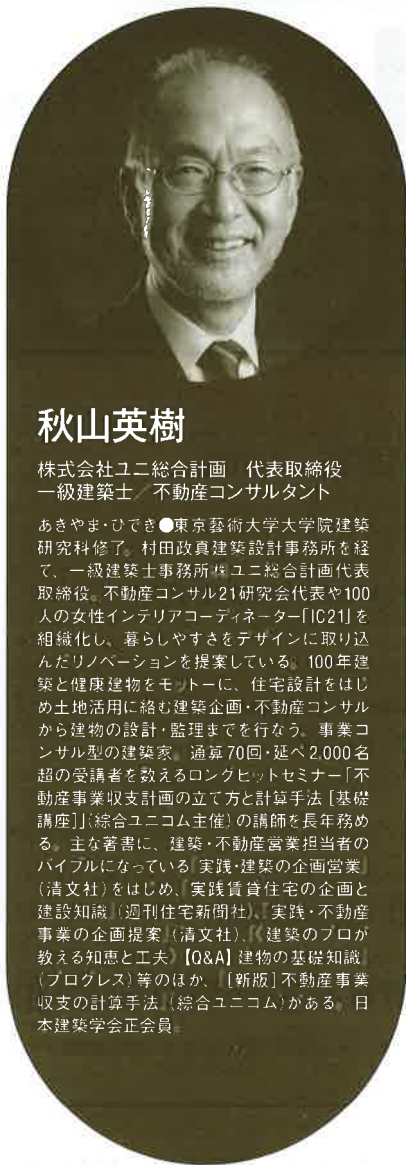 秋山英樹
株式会社ユニ総合計画 代表取締役
一級建築士／不動産コンサルタント
あきやま・ひでき●東京藝術大学大学院建築
研究科修了。村田政真建築設計事務所を経
て、一級建築士事務所㈱ユニ総合計画代表
取締役。不動産コンサル21研究会代表や100
人の女性インテリアコーディネーター「IC21」を
組織化し、暮らしやすさをデザインに取り込
んだリノベーションを提案している。100年建
築と健康建物をモットーに、住宅設計をはじ
め土地活用に絡む建築企画・不動産コンサル
から建物の設計・監理までを行なう、事業コ
ンサル型の建築家。通算70回・延べ2,000名
超の受講者を数えるロングヒットセミナー「不
動産事業収支計画の立て方と計算手法［基礎
講座］」（綜合ユニコム主催）の講師を長年務め
る。主な著書に、建築・不動産営業担当者の
バイブルになっている『実践・建築の企画営業』
（清文社）をはじめ、『実践賃貸住宅の企画と
建設知識』（週刊住宅新聞社）、『実践・不動産
事業の企画提案』（清文社）、『〈建築のプロが
教える知恵と工夫〉【Q&A】建物の基礎知識』
（プログレス）等のほか、『［新版］不動産事業
収支の計算手法』（綜合ユニコム）がある。日
本建築学会正会員。